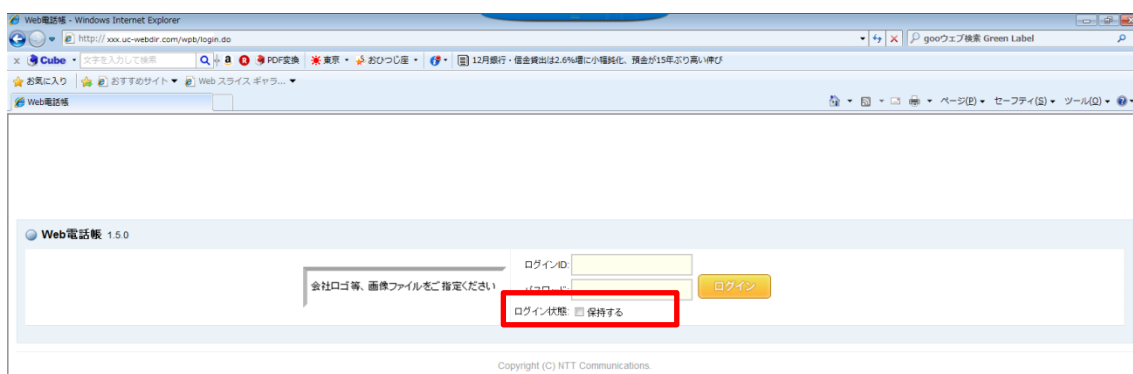 Web電話帳 - Windows Internet Explorer
http://xxx.uc-webdir.com/wpb/login.do
gooウェブ検索 Green Label
x Cube 文字を入力して検索 PDF変換 東京 おひつじ座 12月銀行・信金貸出は2.6%増に小幅鈍化、預金が15年ぶり高い伸び
お気に入り おすすめサイト Web スライス ギャラ...
Web電話帳
ページ(P) セーフティ(S) ツール(O)
Web電話帳 1.5.0
ログインID:
会社ロゴ等、画像ファイルをご指定ください
パスワード:
ログイン
ログイン状態: 保持する
Copyright (C) NTT Communications.